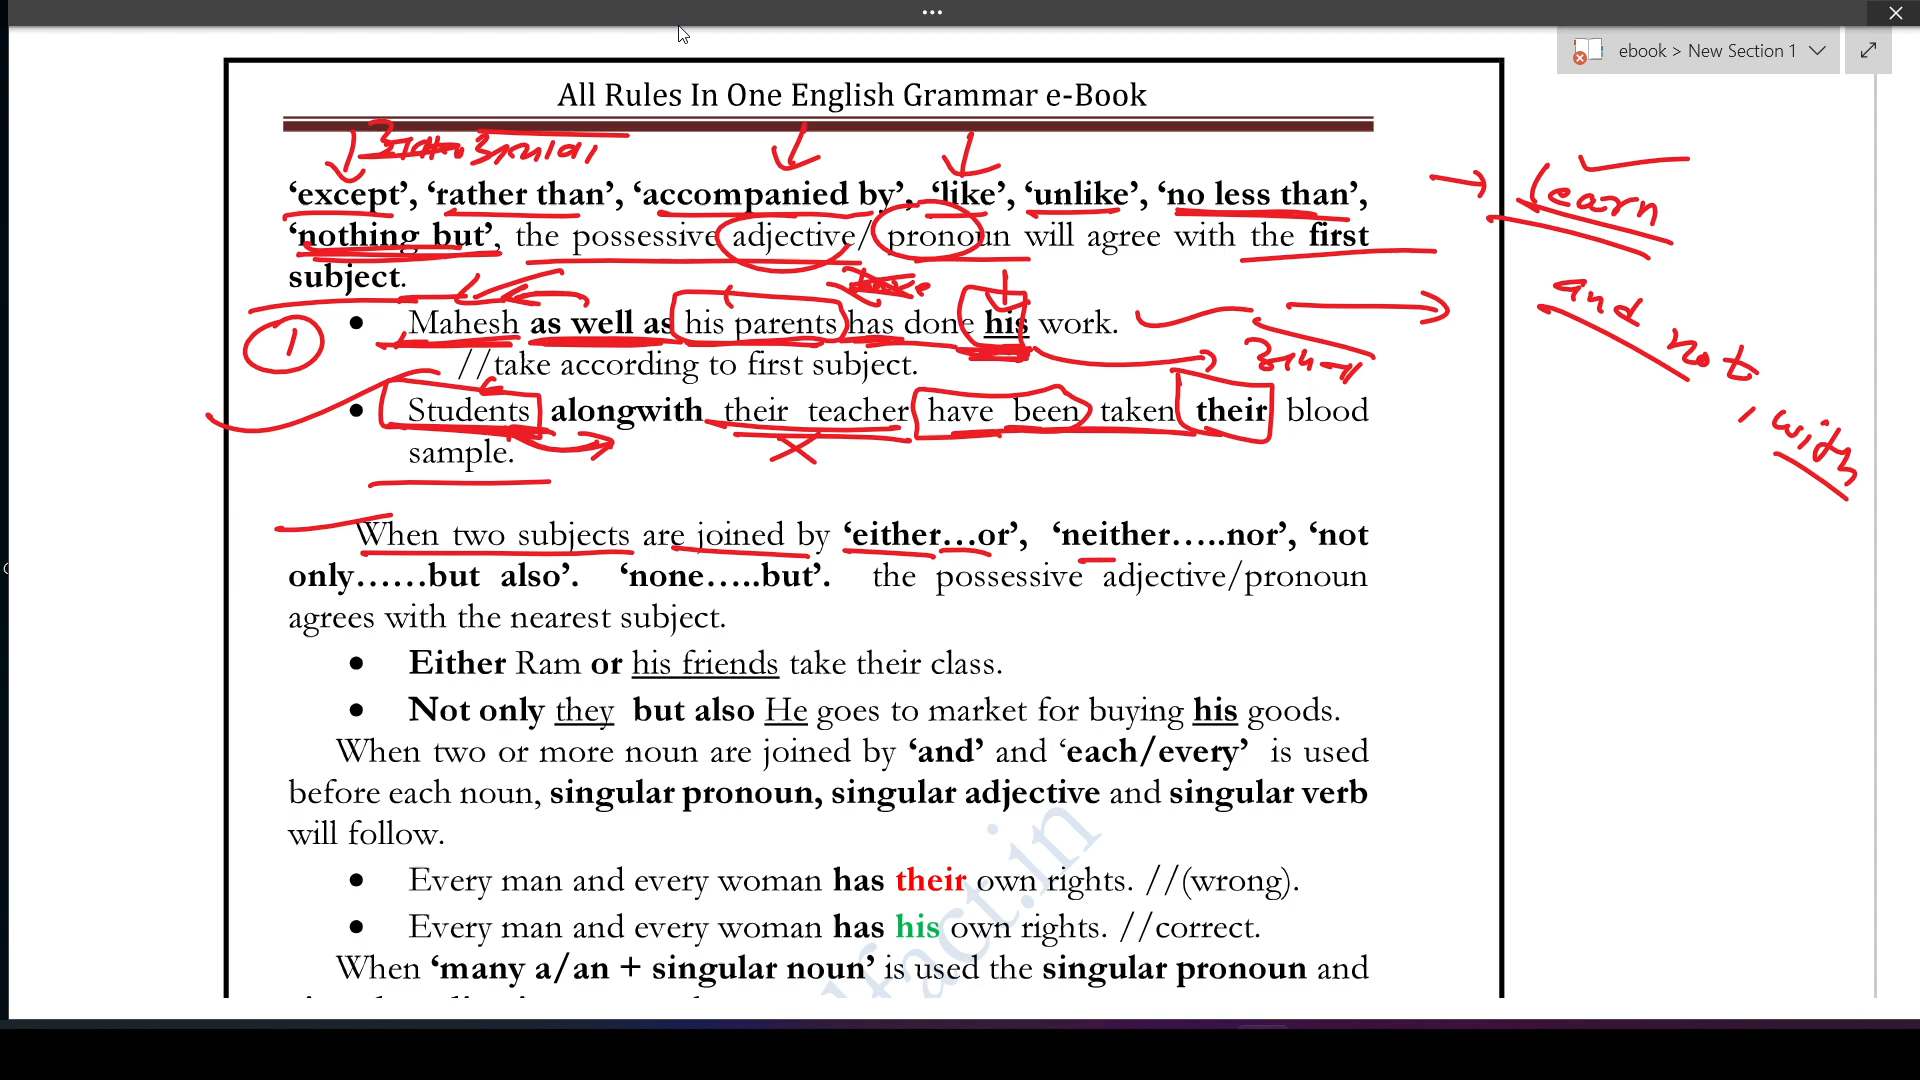 ebook > New Section 1
All Rules In One English Grammar e-Book
‘except’, ‘rather than’, ‘accompanied by’, ‘like’, ‘unlike’, ‘no less than’,
‘nothing but’, the possessive adjective/ pronoun will agree with the first
subject.
learn
and not, with
1
• Mahesh as well as his parents has done his work.
//take according to first subject.
• Students alongwith their teacher have been taken their blood
sample.
When two subjects are joined by ‘either…or’, ‘neither…..nor’, ‘not
only……but also’. ‘none…..but’. the possessive adjective/pronoun
agrees with the nearest subject.
• Either Ram or his friends take their class.
• Not only they but also He goes to market for buying his goods.
When two or more noun are joined by ‘and’ and ‘each/every’ is used
before each noun, singular pronoun, singular adjective and singular verb
will follow.
• Every man and every woman has their own rights. //(wrong).
• Every man and every woman has his own rights. //correct.
When ‘many a/an + singular noun’ is used the singular pronoun and